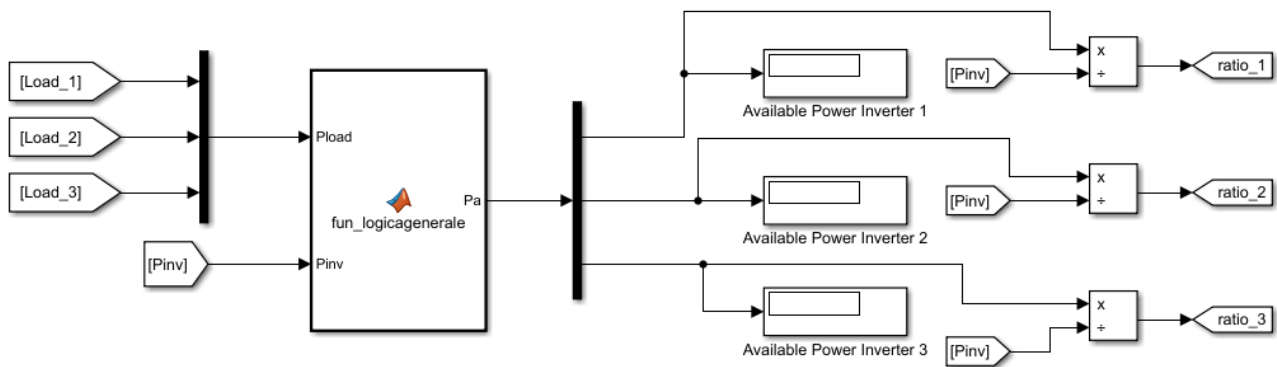 [Load_1]
[Load_2]
[Load_3]
[Pinv]
Pload
Pinv
fun_logicagenerale
Pa
Available Power Inverter 1
[Pinv]
x
÷
ratio_1
Available Power Inverter 2
[Pinv]
x
÷
ratio_2
Available Power Inverter 3
[Pinv]
x
÷
ratio_3